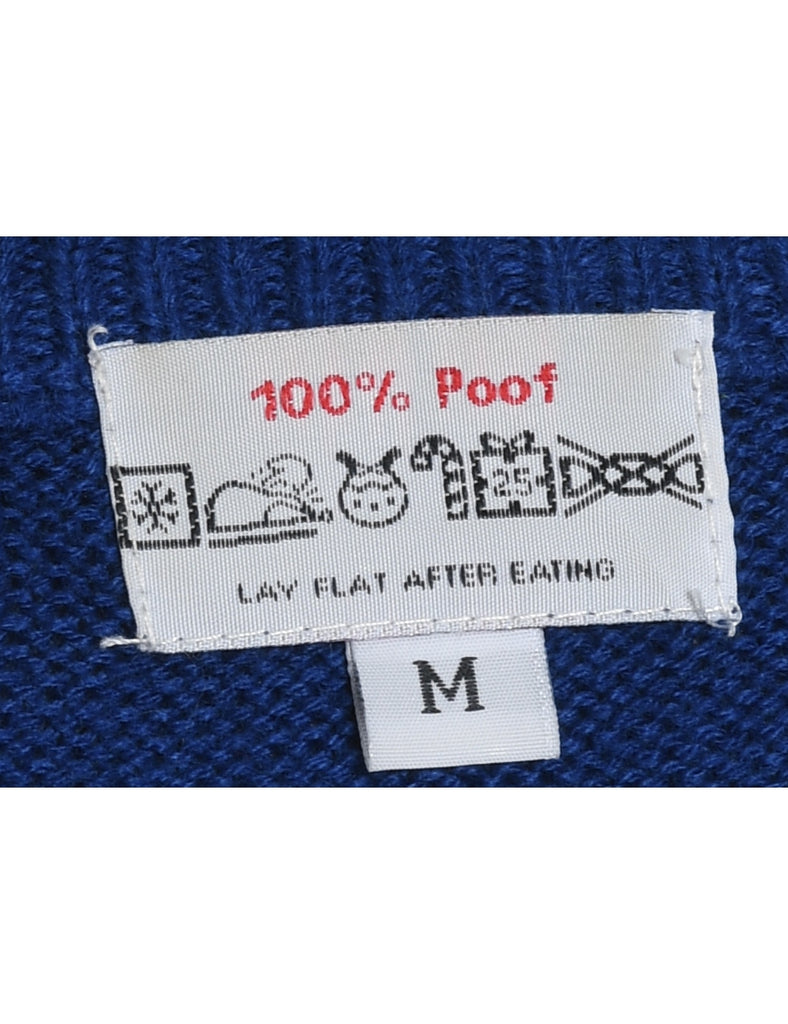 100% Poof
25
LAY FLAT AFTER EATING
M